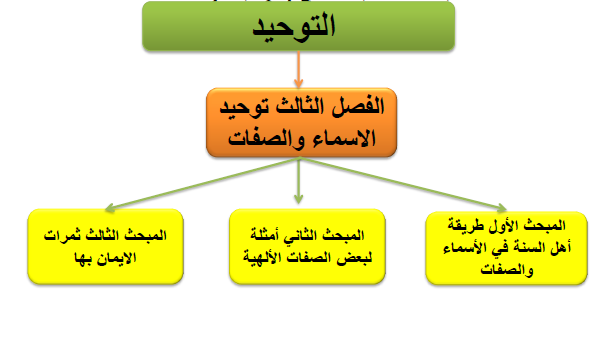 التوحيد
الفصل الثالث توحيد
الاسماء والصفات
المبحث الأول طريقة
أهل السنة في الأسماء
والصفات
المبحث الثاني أمثلة
لبعض الصفات الألهية
المبحث الثالث ثمرات
الايمان بها